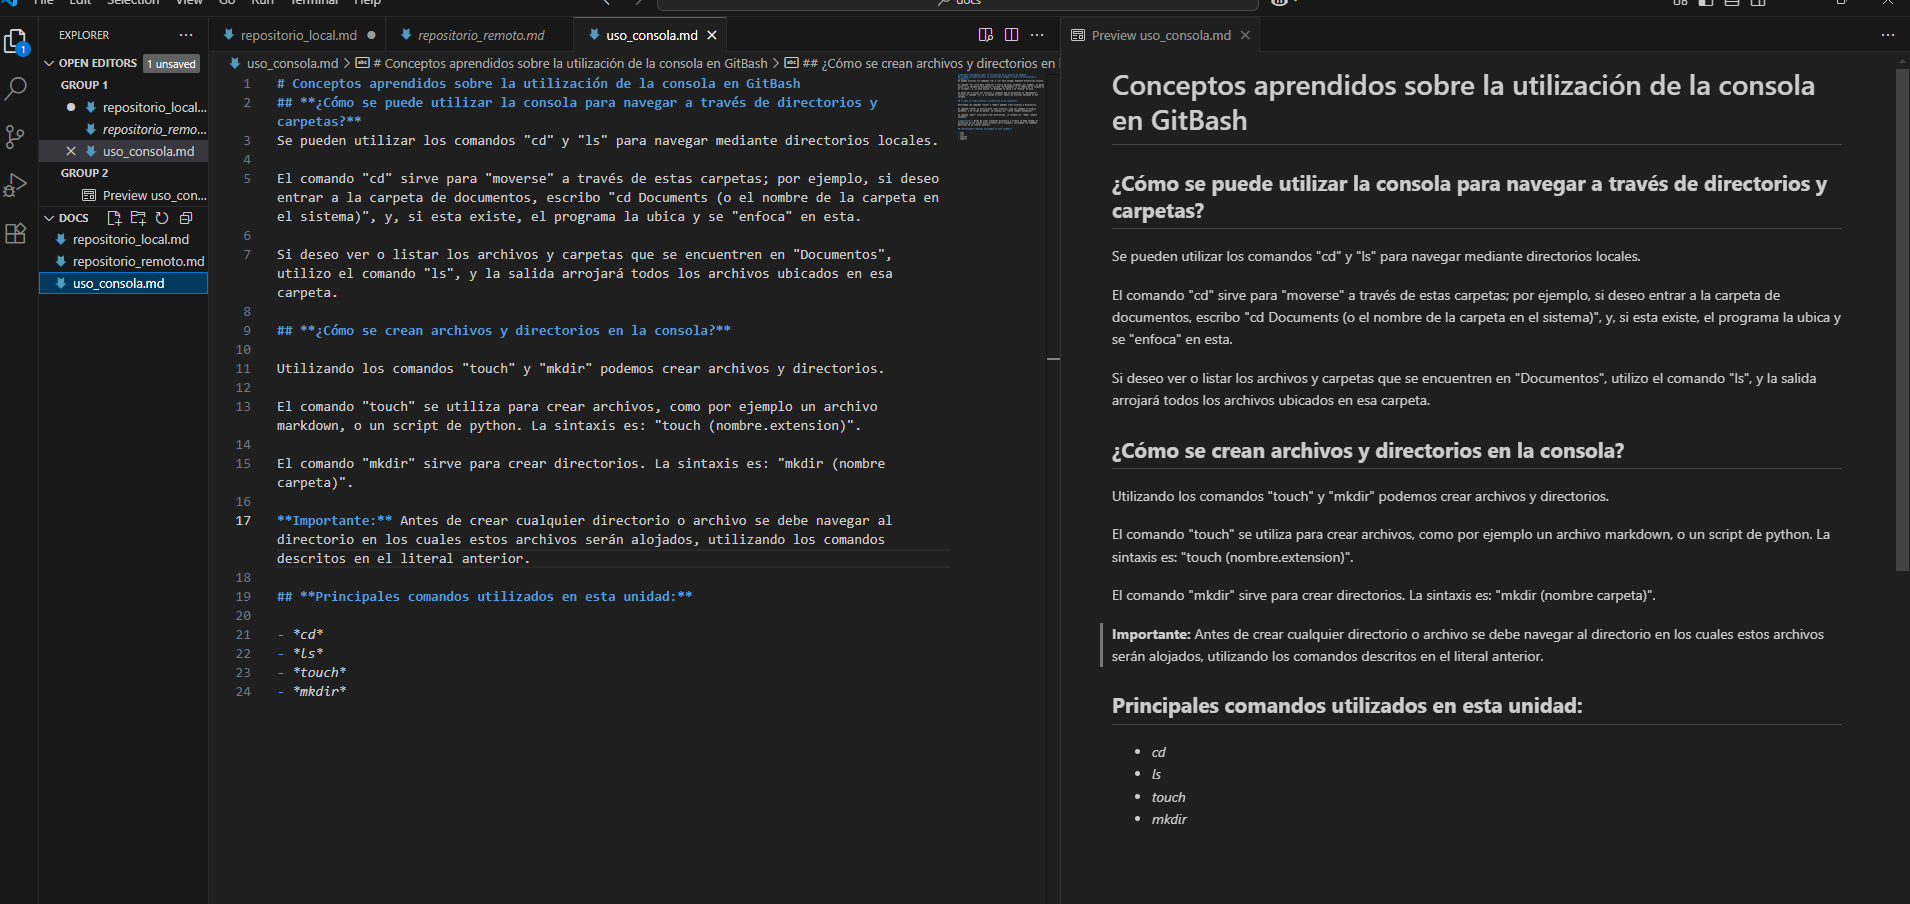 File Edit Selection View Go Run Terminal Help
docs
EXPLORER
1
OPEN EDITORS 1 unsaved
GROUP 1
repositorio_local...
repositorio_remo...
uso_consola.md
GROUP 2
Preview uso_con...
DOCS
repositorio_local.md
repositorio_remoto.md
uso_consola.md
repositorio_local.md
repositorio_remoto.md
uso_consola.md
uso_consola.md > # Conceptos aprendidos sobre la utilización de la consola en GitBash > ## ¿Cómo se crean archivos y directorios en l
1 # Conceptos aprendidos sobre la utilización de la consola en GitBash
2 ## **¿Cómo se puede utilizar la consola para navegar a través de directorios y
carpetas?**
3 Se pueden utilizar los comandos "cd" y "ls" para navegar mediante directorios locales.
4
5 El comando "cd" sirve para "moverse" a través de estas carpetas; por ejemplo, si deseo
entrar a la carpeta de documentos, escribo "cd Documents (o el nombre de la carpeta en
el sistema)", y, si esta existe, el programa la ubica y se "enfoca" en esta.
6
7 Si deseo ver o listar los archivos y carpetas que se encuentren en "Documentos",
utilizo el comando "ls", y la salida arrojará todos los archivos ubicados en esa
carpeta.
8
9 ## **¿Cómo se crean archivos y directorios en la consola?**
10
11 Utilizando los comandos "touch" y "mkdir" podemos crear archivos y directorios.
12
13 El comando "touch" se utiliza para crear archivos, como por ejemplo un archivo
markdown, o un script de python. La sintaxis es: "touch (nombre.extension)".
14
15 El comando "mkdir" sirve para crear directorios. La sintaxis es: "mkdir (nombre
carpeta)".
16
17 **Importante:** Antes de crear cualquier directorio o archivo se debe navegar al
directorio en los cuales estos archivos serán alojados, utilizando los comandos
descritos en el literal anterior.
18
19 ## **Principales comandos utilizados en esta unidad:**
20
21 - *cd*
22 - *ls*
23 - *touch*
24 - *mkdir*
Preview uso_consola.md
Conceptos aprendidos sobre la utilización de la consola
en GitBash
¿Cómo se puede utilizar la consola para navegar a través de directorios y
carpetas?
Se pueden utilizar los comandos "cd" y "ls" para navegar mediante directorios locales.
El comando "cd" sirve para "moverse" a través de estas carpetas; por ejemplo, si deseo entrar a la carpeta de
documentos, escribo "cd Documents (o el nombre de la carpeta en el sistema)", y, si esta existe, el programa la ubica y
se "enfoca" en esta.
Si deseo ver o listar los archivos y carpetas que se encuentren en "Documentos", utilizo el comando "ls", y la salida
arrojará todos los archivos ubicados en esa carpeta.
¿Cómo se crean archivos y directorios en la consola?
Utilizando los comandos "touch" y "mkdir" podemos crear archivos y directorios.
El comando "touch" se utiliza para crear archivos, como por ejemplo un archivo markdown, o un script de python. La
sintaxis es: "touch (nombre.extension)".
El comando "mkdir" sirve para crear directorios. La sintaxis es: "mkdir (nombre carpeta)".
Importante: Antes de crear cualquier directorio o archivo se debe navegar al directorio en los cuales estos archivos
serán alojados, utilizando los comandos descritos en el literal anterior.
Principales comandos utilizados en esta unidad:
cd
ls
touch
mkdir